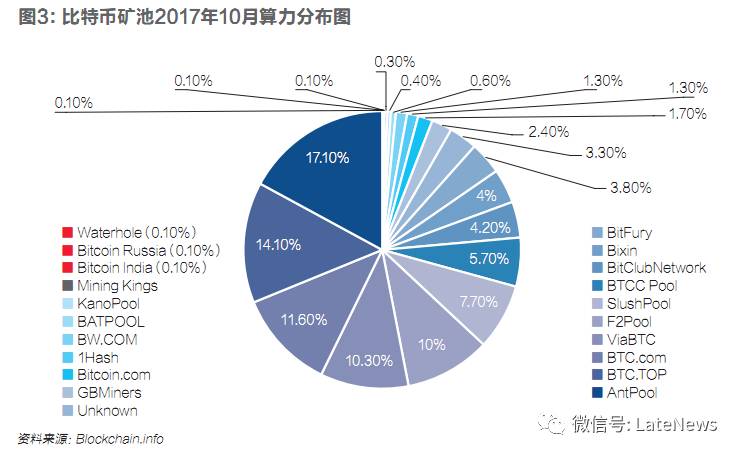 图3: 比特币矿池2017年10月算力分布图
0.30%
0.10% 0.10% 0.40% 0.60% 1.30%
1.30%
0.10%
1.70%
2.40%
3.30%
3.80%
17.10%
4%
14.10%
4.20%
5.70%
7.70%
11.60%
10.30%
10%
Waterhole (0.10%)
Bitcoin Russia (0.10%)
Bitcoin India (0.10%)
Mining Kings
KanoPool
BATPOOL
BW.COM
1Hash
Bitcoin.com
GBMiners
Unknown
BitFury
Bixin
BitClubNetwork
BTCC Pool
SlushPool
F2Pool
ViaBTC
BTC.com
BTC.TOP
AntPool
资料来源: Blockchain.info
微信号: LateNews